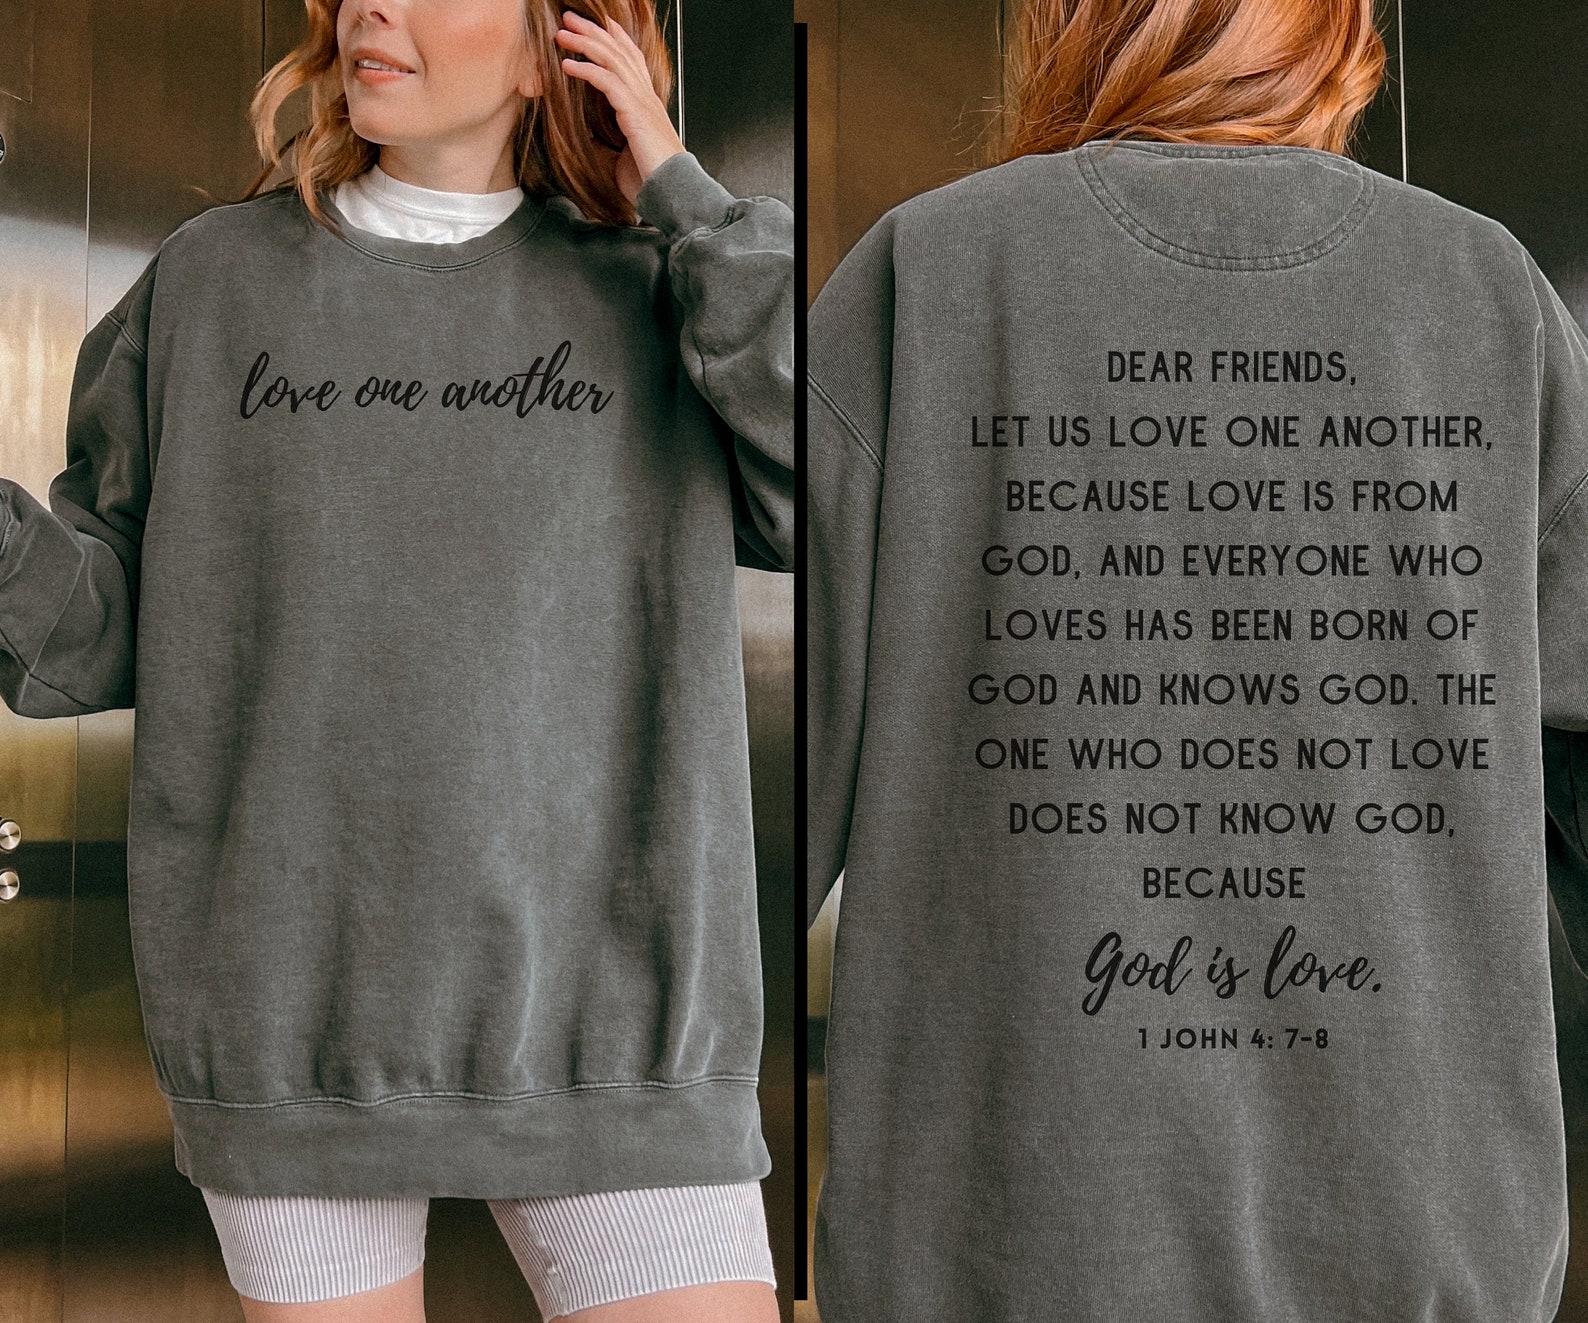 love one another
DEAR FRIENDS,
LET US LOVE ONE ANOTHER,
BECAUSE LOVE IS FROM
GOD, AND EVERYONE WHO
LOVES HAS BEEN BORN OF
GOD AND KNOWS GOD. THE
ONE WHO DOES NOT LOVE
DOES NOT KNOW GOD,
BECAUSE
God is love.
1 JOHN 4: 7-8